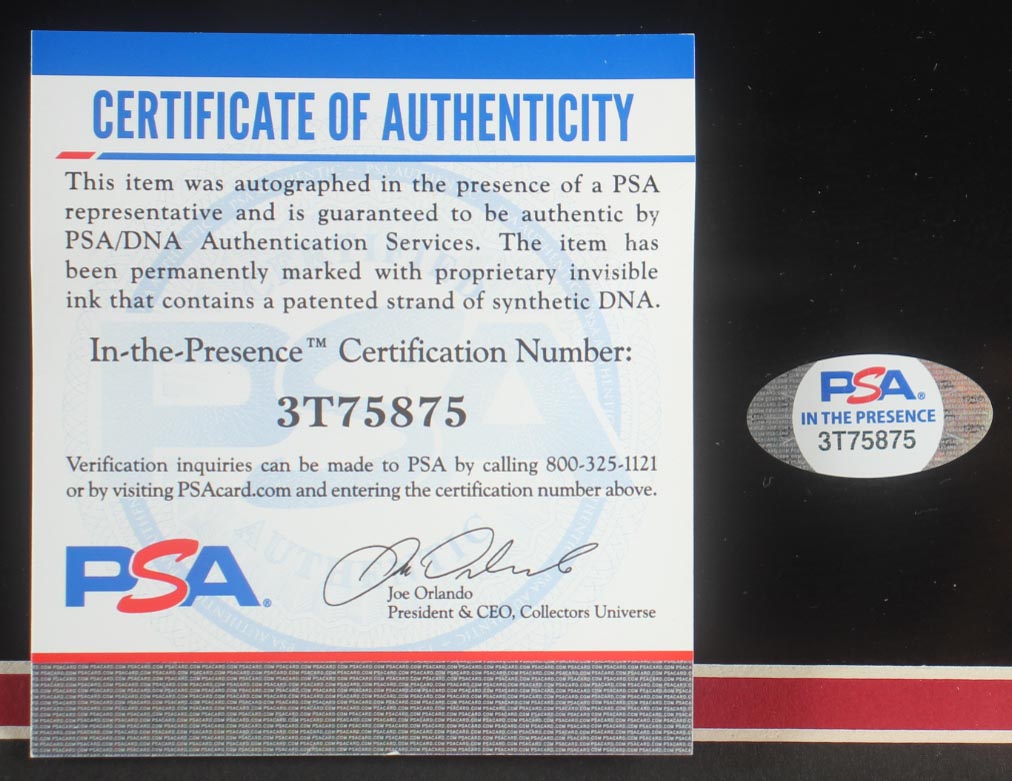 CERTIFICATE OF AUTHENTICITY
This item was autographed in the presence of a PSA
representative and is guaranteed to be authentic by
PSA/DNA Authentication Services. The item has
been permanently marked with proprietary invisible
ink that contains a patented strand of synthetic DNA.
In-the-Presence™ Certification Number:
3T75875
Verification inquiries can be made to PSA by calling 800-325-1121
or by visiting PSAcard.com and entering the certification number above.
PSA®
Joe Orlando
President & CEO, Collectors Universe
PSA®
IN THE PRESENCE
3T75875